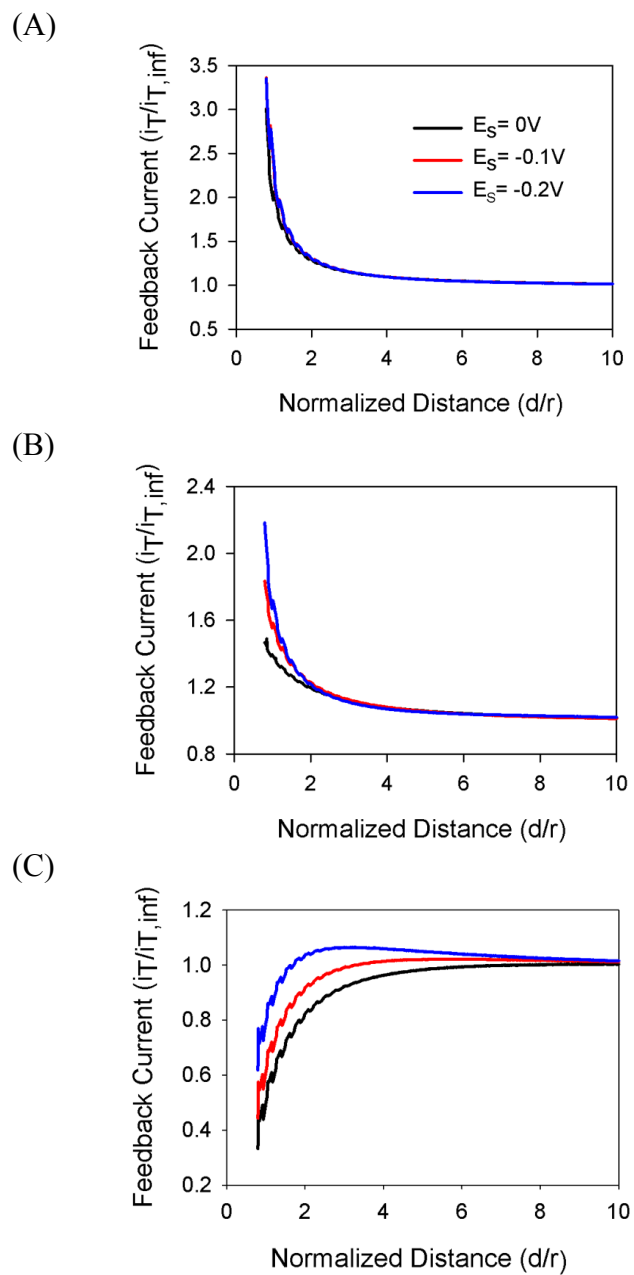 (A)
3.5
3.0
2.5
2.0
1.5
1.0
0.5
Feedback Current (iT/iT,inf)
ES= 0V
ES= -0.1V
ES= -0.2V
0 2 4 6 8 10
Normalized Distance (d/r)
(B)
2.4
2.0
1.6
1.2
0.8
Feedback Current (iT/iT,inf)
0 2 4 6 8 10
Normalized Distance (d/r)
(C)
1.2
1.0
0.8
0.6
0.4
0.2
Feedback Current (iT/iT,inf)
0 2 4 6 8 10
Normalized Distance (d/r)